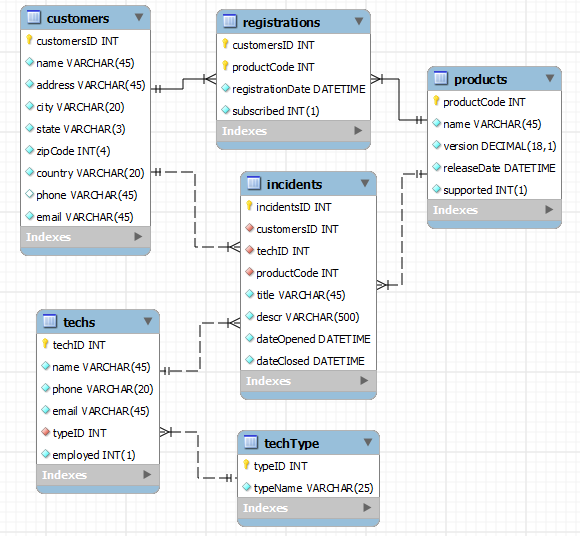 customers
customersID INT
name VARCHAR(45)
address VARCHAR(45)
city VARCHAR(20)
state VARCHAR(3)
zipCode INT(4)
country VARCHAR(20)
phone VARCHAR(45)
email VARCHAR(45)
Indexes
registrations
customersID INT
productCode INT
registrationDate DATETIME
subscribed INT(1)
Indexes
products
productCode INT
name VARCHAR(45)
version DECIMAL(18,1)
releaseDate DATETIME
supported INT(1)
Indexes
incidents
incidentsID INT
customersID INT
techID INT
productCode INT
title VARCHAR(45)
descr VARCHAR(500)
dateOpened DATETIME
dateClosed DATETIME
Indexes
techs
techID INT
name VARCHAR(45)
phone VARCHAR(20)
email VARCHAR(45)
typeID INT
employed INT(1)
Indexes
techType
typeID INT
typeName VARCHAR(25)
Indexes